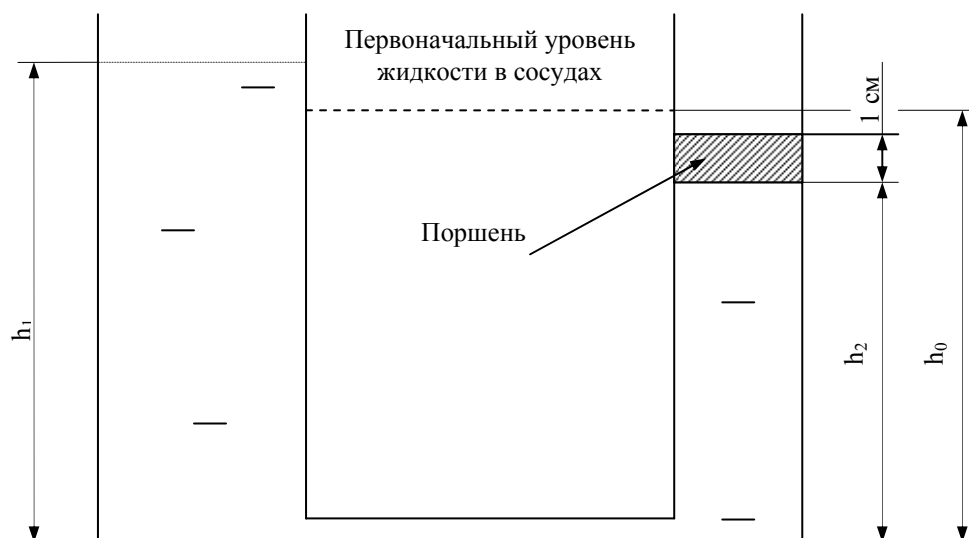 Первоначальный уровень
жидкости в сосудах
1 см
Поршень
h₁
h₂
h₀